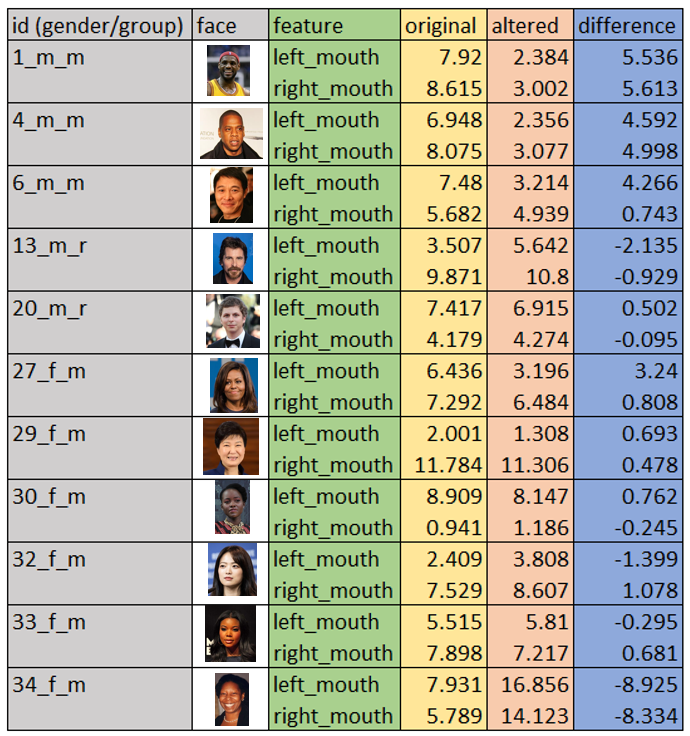 id (gender/group) face feature original altered difference
1_m_m left_mouth 7.92 2.384 5.536
right_mouth 8.615 3.002 5.613
4_m_m left_mouth 6.948 2.356 4.592
right_mouth 8.075 3.077 4.998
6_m_m left_mouth 7.48 3.214 4.266
right_mouth 5.682 4.939 0.743
13_m_r left_mouth 3.507 5.642 -2.135
right_mouth 9.871 10.8 -0.929
20_m_r left_mouth 7.417 6.915 0.502
right_mouth 4.179 4.274 -0.095
27_f_m left_mouth 6.436 3.196 3.24
right_mouth 7.292 6.484 0.808
29_f_m left_mouth 2.001 1.308 0.693
right_mouth 11.784 11.306 0.478
30_f_m left_mouth 8.909 8.147 0.762
right_mouth 0.941 1.186 -0.245
32_f_m left_mouth 2.409 3.808 -1.399
right_mouth 7.529 8.607 1.078
33_f_m left_mouth 5.515 5.81 -0.295
right_mouth 7.898 7.217 0.681
34_f_m left_mouth 7.931 16.856 -8.925
right_mouth 5.789 14.123 -8.334